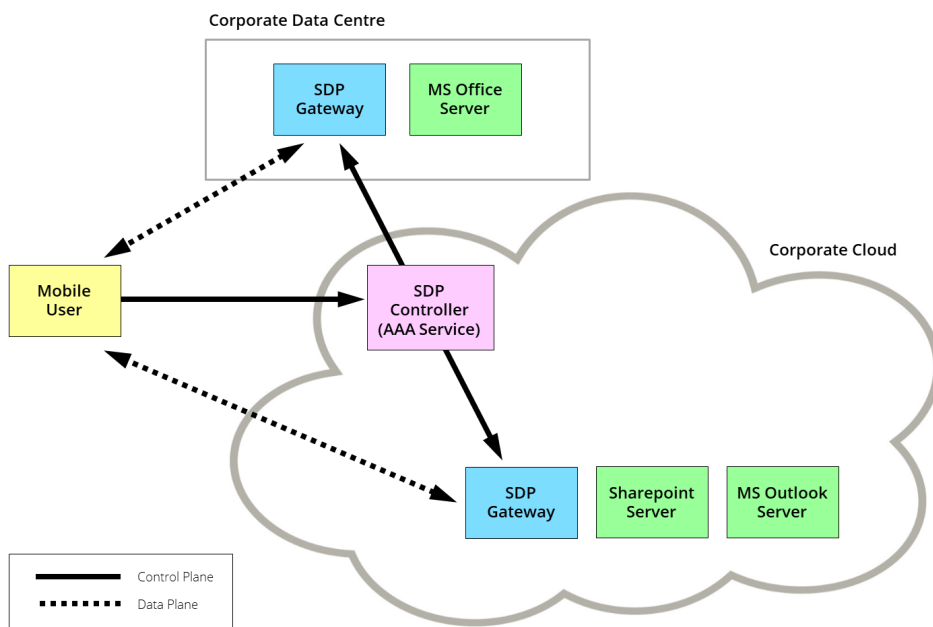 Corporate Data Centre
SDP
Gateway
MS Office
Server
Corporate Cloud
Mobile
User
SDP
Controller
(AAA Service)
SDP
Gateway
Sharepoint
Server
MS Outlook
Server
Control Plane
Data Plane